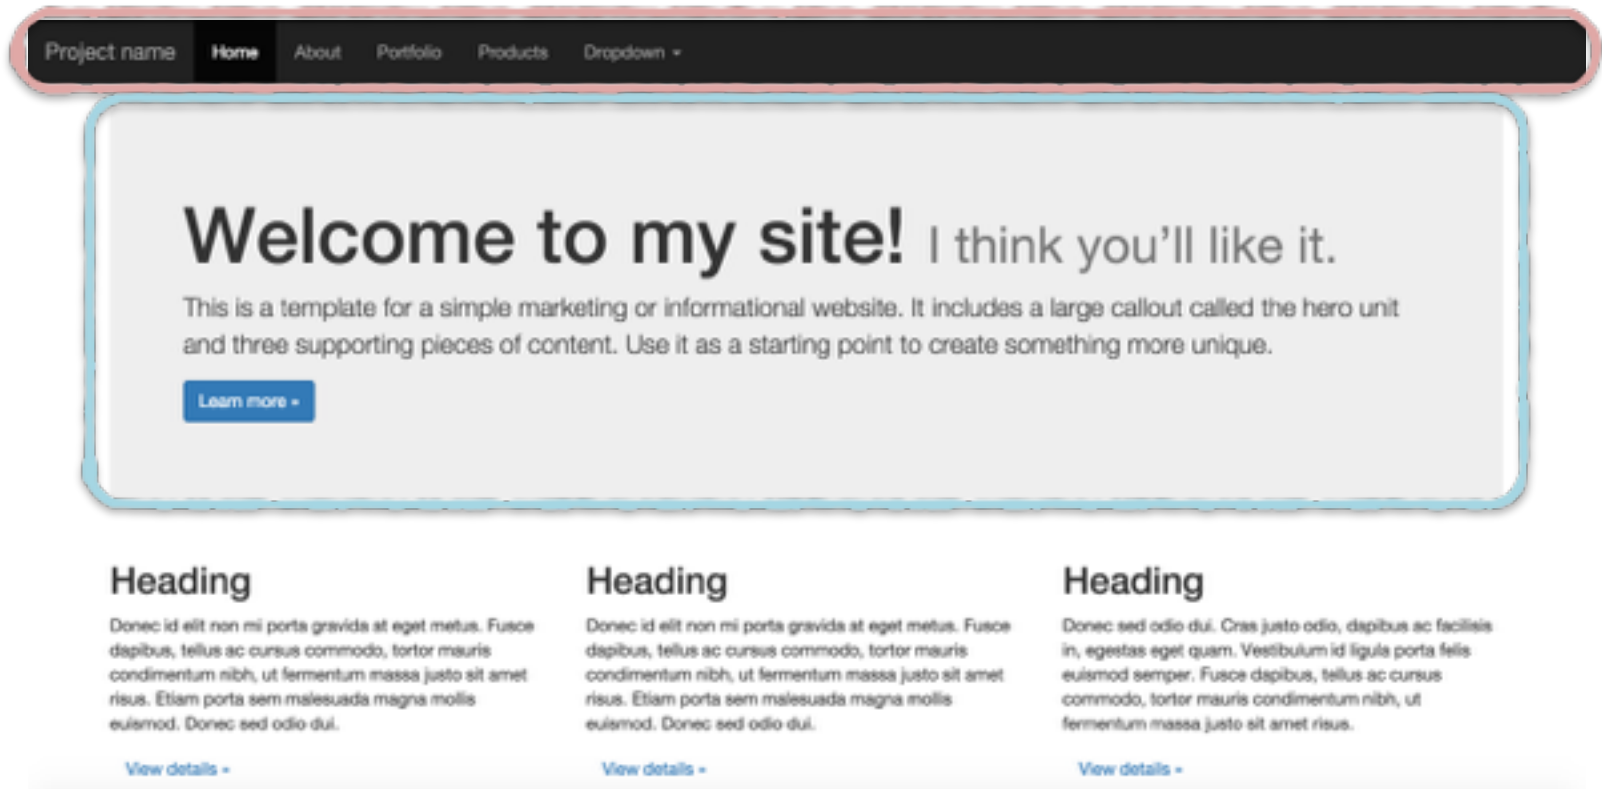 Project name Home About Portfolio Products Dropdown
Welcome to my site! I think you'll like it.
This is a template for a simple marketing or informational website. It includes a large callout called the hero unit
and three supporting pieces of content. Use it as a starting point to create something more unique.
Learn more »
Heading
Donec id elit non mi porta gravida at eget metus. Fusce
dapibus, tellus ac cursus commodo, tortor mauris
condimentum nibh, ut fermentum massa justo sit amet
risus. Etiam porta sem malesuada magna mollis
euismod. Donec sed odio dui.
View details »
Heading
Donec id elit non mi porta gravida at eget metus. Fusce
dapibus, tellus ac cursus commodo, tortor mauris
condimentum nibh, ut fermentum massa justo sit amet
risus. Etiam porta sem malesuada magna mollis
euismod. Donec sed odio dui.
View details »
Heading
Donec sed odio dui. Cras justo odio, dapibus ac facilisis
in, egestas eget quam. Vestibulum id ligula porta felis
euismod semper. Fusce dapibus, tellus ac cursus
commodo, tortor mauris condimentum nibh, ut
fermentum massa justo sit amet risus.
View details »